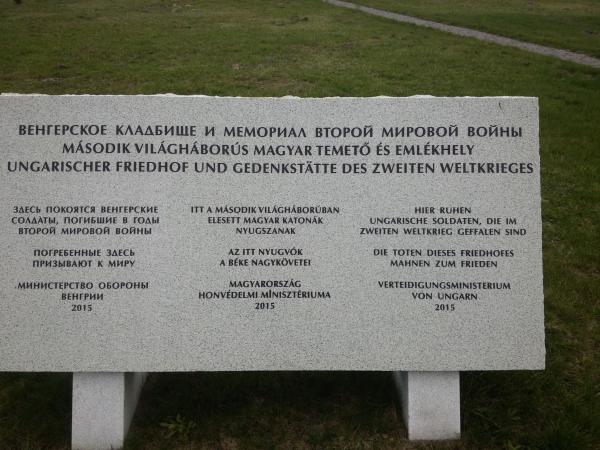 ВЕНГЕРСКОЕ КЛАДБИЩЕ И МЕМОРИАЛ ВТОРОЙ МИРОВОЙ ВОЙНЫ
MÁSODIK VILÁGHÁBORÚS MAGYAR TEMETŐ ÉS EMLÉKHELY
UNGARISCHER FRIEDHOF UND GEDENKSTÄTTE DES ZWEITEN WELTKRIEGES
ЗДЕСЬ ПОКОЯТСЯ ВЕНГЕРСКИЕ
СОЛДАТЫ, ПОГИБШИЕ В ГОДЫ
ВТОРОЙ МИРОВОЙ ВОЙНЫ
ПОГРЕБЕННЫЕ ЗДЕСЬ
ПРИЗЫВАЮТ К МИРУ
МИНИСТЕРСТВО ОБОРОНЫ
ВЕНГРИИ
2015
ITT A MÁSODIK VILÁGHÁBORÚBAN
ELESETT MAGYAR KATONÁK
NYUGSZANAK
AZ ITT NYUGVÓK
A BÉKE NAGYKÖVETEI
MAGYARORSZÁG
HONVÉDELMI MINISZTÉRIUMA
2015
HIER RUHEN
UNGARISCHE SOLDATEN, DIE IM
ZWEITEN WELTKRIEG GEFFALEN SIND
DIE TOTEN DIESES FRIEDHOFES
MAHNEN ZUM FRIEDEN
VERTEIDIGUNGSMINISTERIUM
VON UNGARN
2015